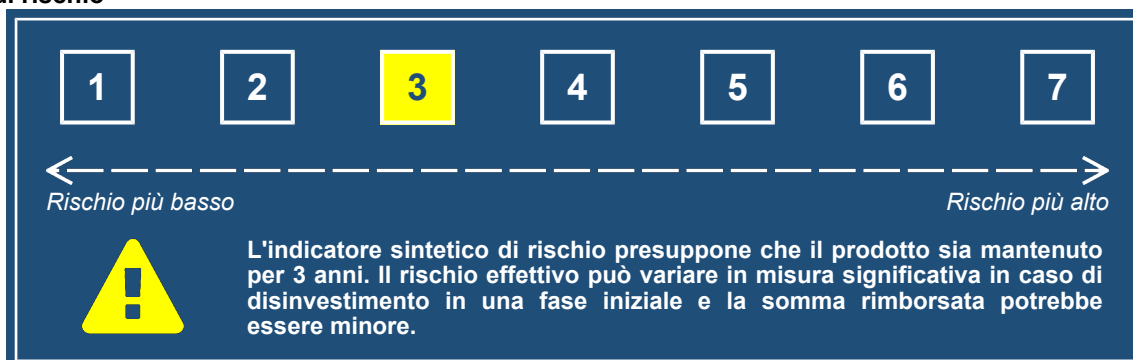 di rischio
1 2 3 4 5 6 7
Rischio più basso Rischio più alto
L'indicatore sintetico di rischio presuppone che il prodotto sia mantenuto
per 3 anni. Il rischio effettivo può variare in misura significativa in caso di
disinvestimento in una fase iniziale e la somma rimborsata potrebbe
essere minore.